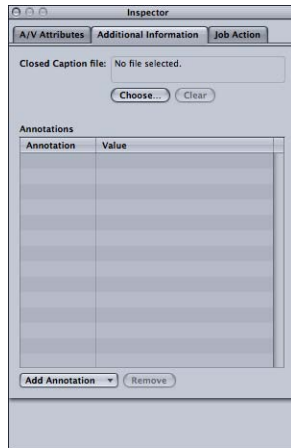 Inspector
A/V Attributes Additional Information Job Action
Closed Caption file: No file selected.
Choose... Clear
Annotations
Annotation Value
Add Annotation Remove